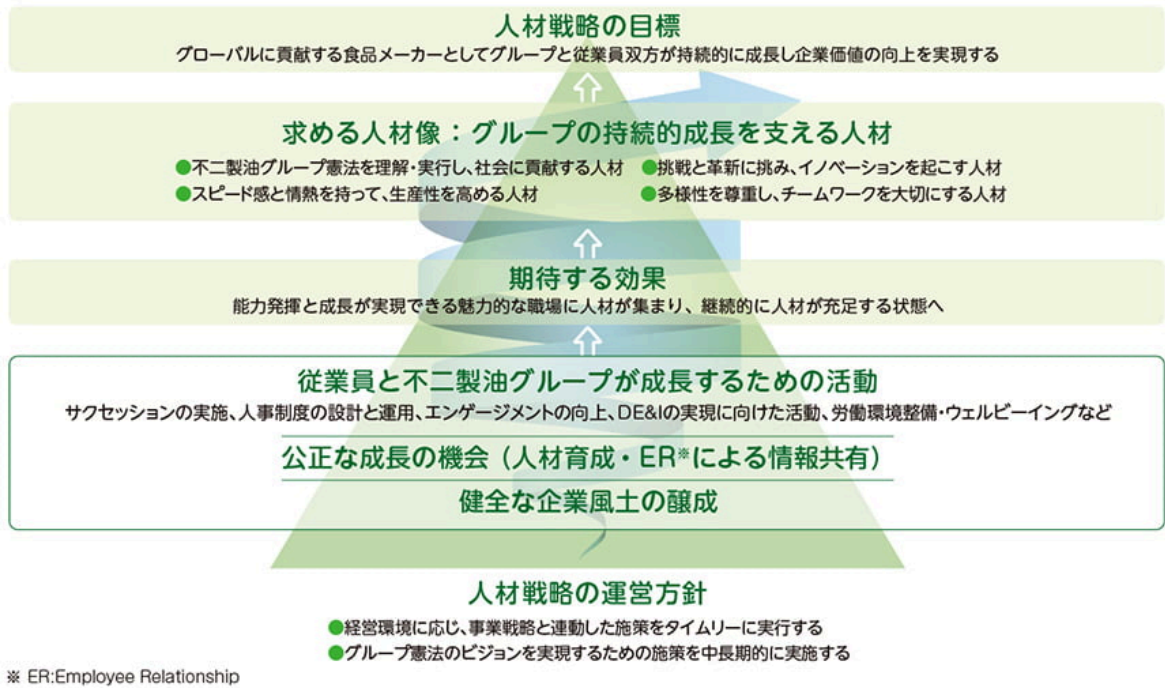 人材戦略の目標
グローバルに貢献する食品メーカーとしてグループと従業員双方が持続的に成長し企業価値の向上を実現する
求める人材像：グループの持続的成長を支える人材
●不二製油グループ憲法を理解・実行し、社会に貢献する人材 ●挑戦と革新に挑み、イノベーションを起こす人材
●スピード感と情熱を持って、生産性を高める人材 ●多様性を尊重し、チームワークを大切にする人材
期待する効果
能力発揮と成長が実現できる魅力的な職場に人材が集まり、継続的に人材が充足する状態へ
従業員と不二製油グループが成長するための活動
サクセッションの実施、人事制度の設計と運用、エンゲージメントの向上、DE&Iの実現に向けた活動、労働環境整備・ウェルビーイングなど
公正な成長の機会（人材育成・ER※による情報共有）
健全な企業風土の醸成
人材戦略の運営方針
●経営環境に応じ、事業戦略と連動した施策をタイムリーに実行する
●グループ憲法のビジョンを実現するための施策を中長期的に実施する
※ ER:Employee Relationship